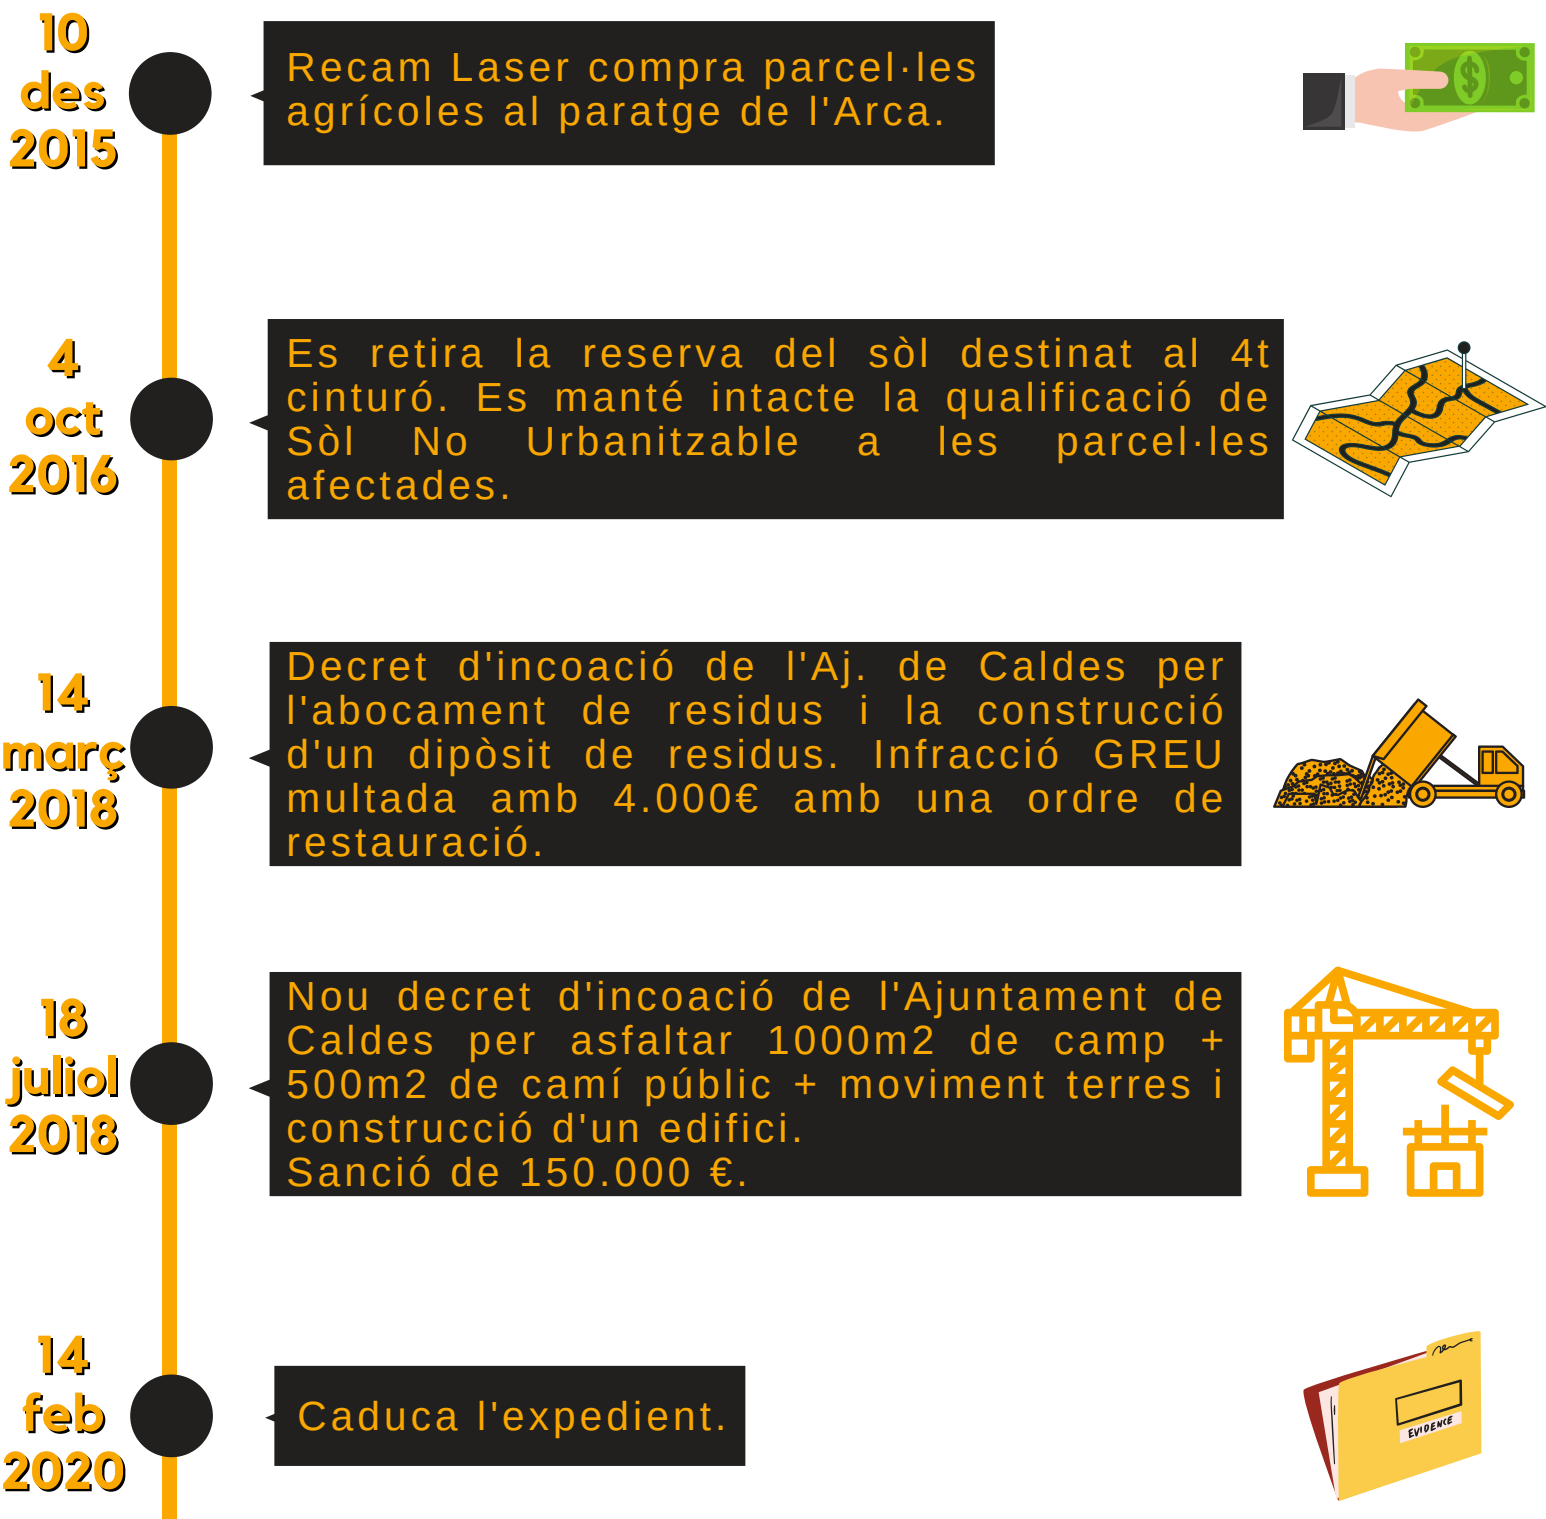 10
des
2015
Recam Laser compra parcel·les
agrícoles al paratge de l'Arca.
4
oct
2016
Es retira la reserva del sòl destinat al 4t
cinturó. Es manté intacte la qualificació de
Sòl No Urbanitzable a les parcel·les
afectades.
14
març
2018
Decret d'incoació de l'Aj. de Caldes per
l'abocament de residus i la construcció
d'un dipòsit de residus. Infracció GREU
multada amb 4.000€ amb una ordre de
restauració.
18
juliol
2018
Nou decret d'incoació de l'Ajuntament de
Caldes per asfaltar 1000m2 de camp +
500m2 de camí públic + moviment terres i
construcció d'un edifici.
Sanció de 150.000 €.
14
feb
2020
Caduca l'expedient.
EVIDENCE